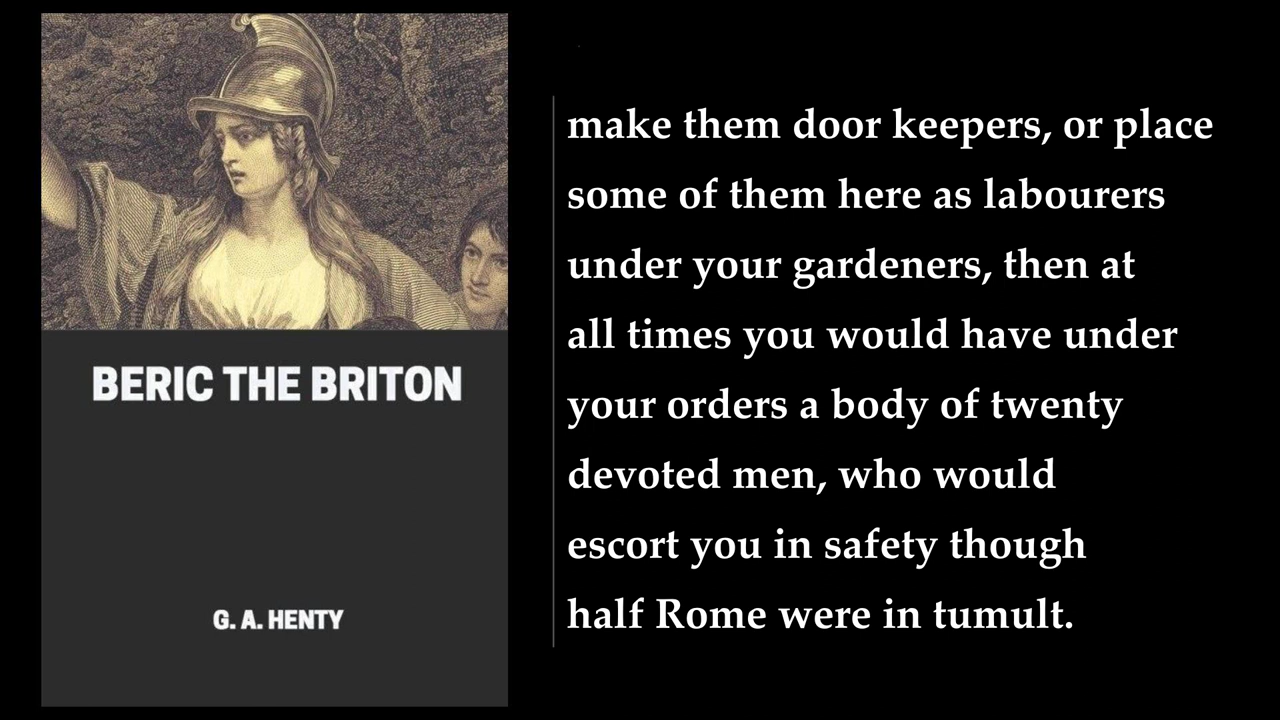 BERIC THE BRITON
G. A. HENTY
make them door keepers, or place
some of them here as labourers
under your gardeners, then at
all times you would have under
your orders a body of twenty
devoted men, who would
escort you in safety though
half Rome were in tumult.